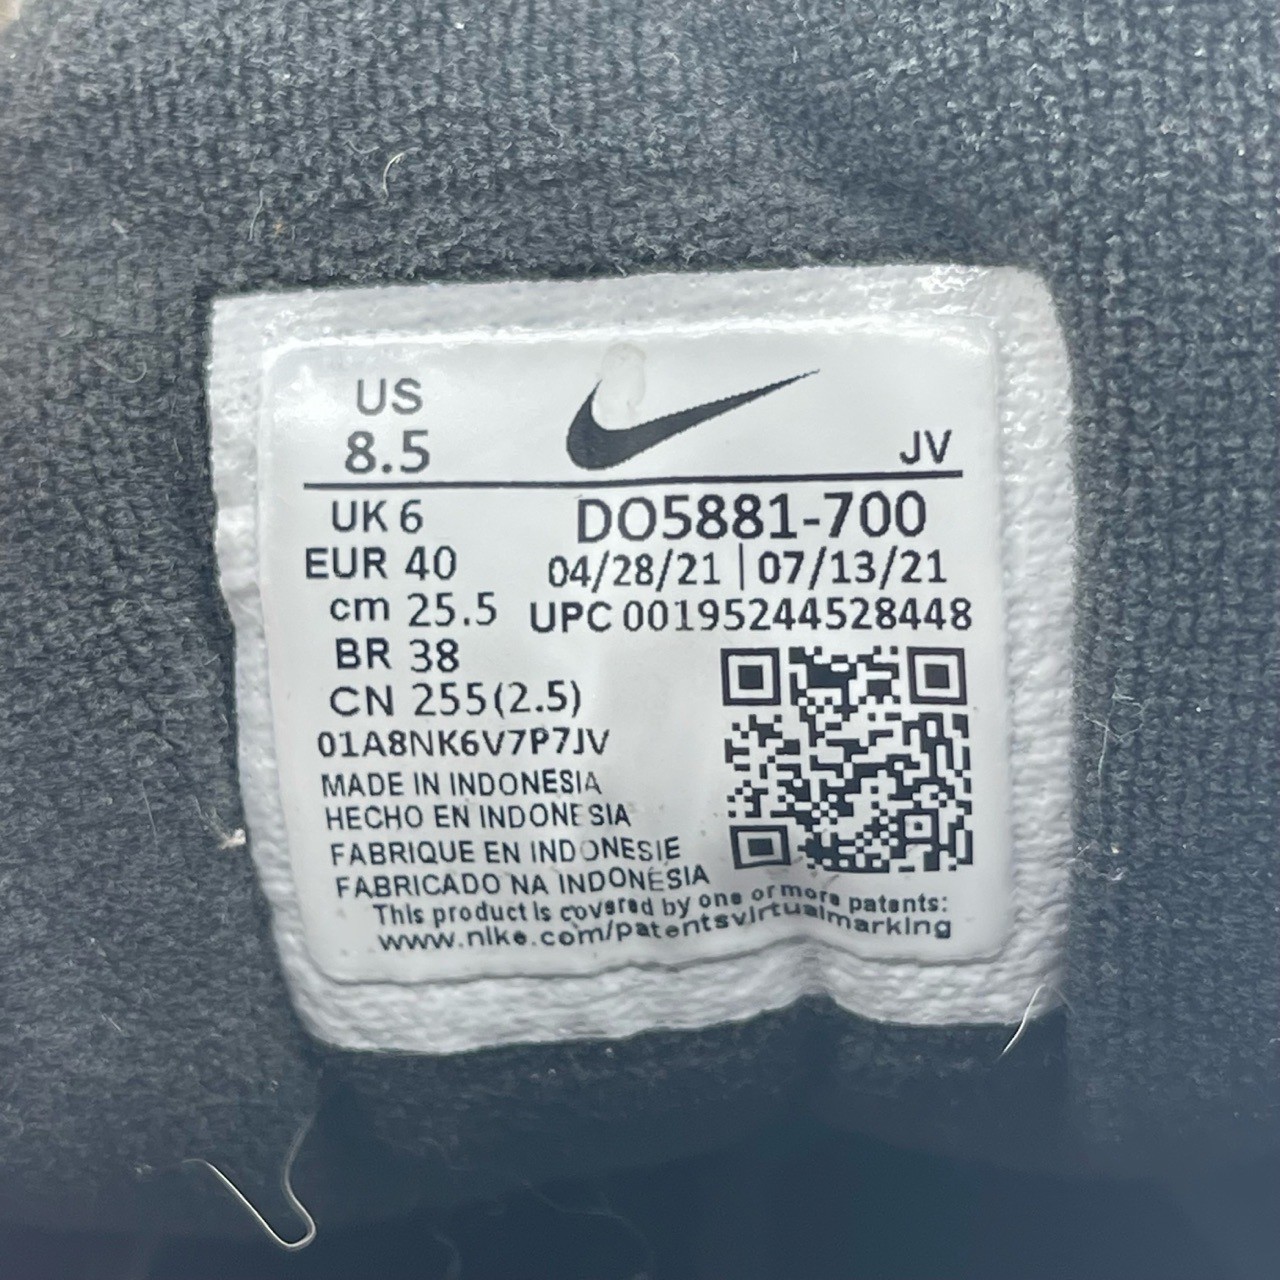 US
8.5
JV
UK 6
DO5881-700
EUR 40
04/28/21 | 07/13/21
cm 25.5
UPC 00195244528448
BR 38
CN 255(2.5)
01A8NK6V7P7JV
MADE IN INDONESIA
HECHO EN INDONESIA
FABRIQUE EN INDONESIE
FABRICADO NA INDONÉSIA
This product is covered by one or more patents:
www.nike.com/patentsvirtualmarking